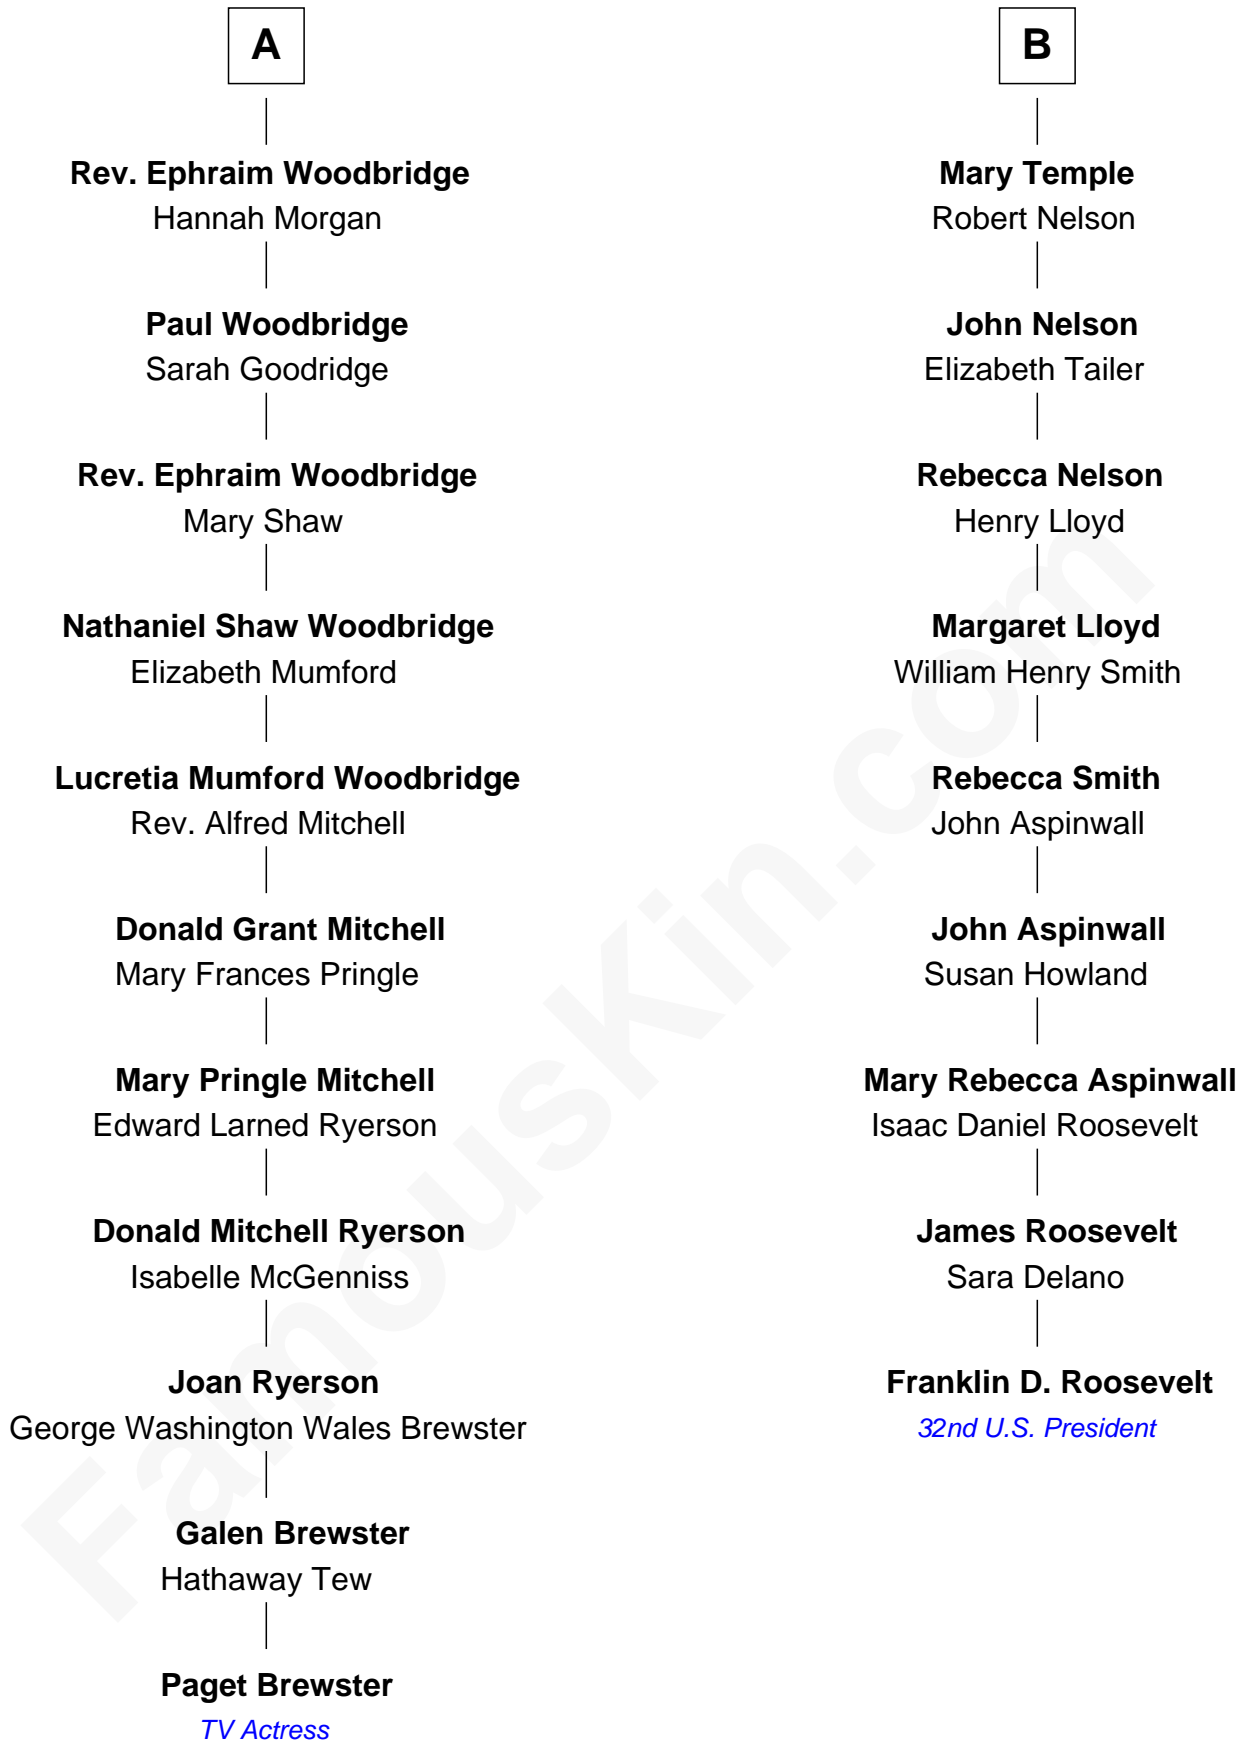 A
Rev. Ephraim Woodbridge
Hannah Morgan
Paul Woodbridge
Sarah Goodridge
Rev. Ephraim Woodbridge
Mary Shaw
Nathaniel Shaw Woodbridge
Elizabeth Mumford
Lucretia Mumford Woodbridge
Rev. Alfred Mitchell
Donald Grant Mitchell
Mary Frances Pringle
Mary Pringle Mitchell
Edward Larned Ryerson
Donald Mitchell Ryerson
Isabelle McGenniss
Joan Ryerson
George Washington Wales Brewster
Galen Brewster
Hathaway Tew
Paget Brewster
TV Actress
B
Mary Temple
Robert Nelson
John Nelson
Elizabeth Tailer
Rebecca Nelson
Henry Lloyd
Margaret Lloyd
William Henry Smith
Rebecca Smith
John Aspinwall
John Aspinwall
Susan Howland
Mary Rebecca Aspinwall
Isaac Daniel Roosevelt
James Roosevelt
Sara Delano
Franklin D. Roosevelt
32nd U.S. President
FamousKin.com